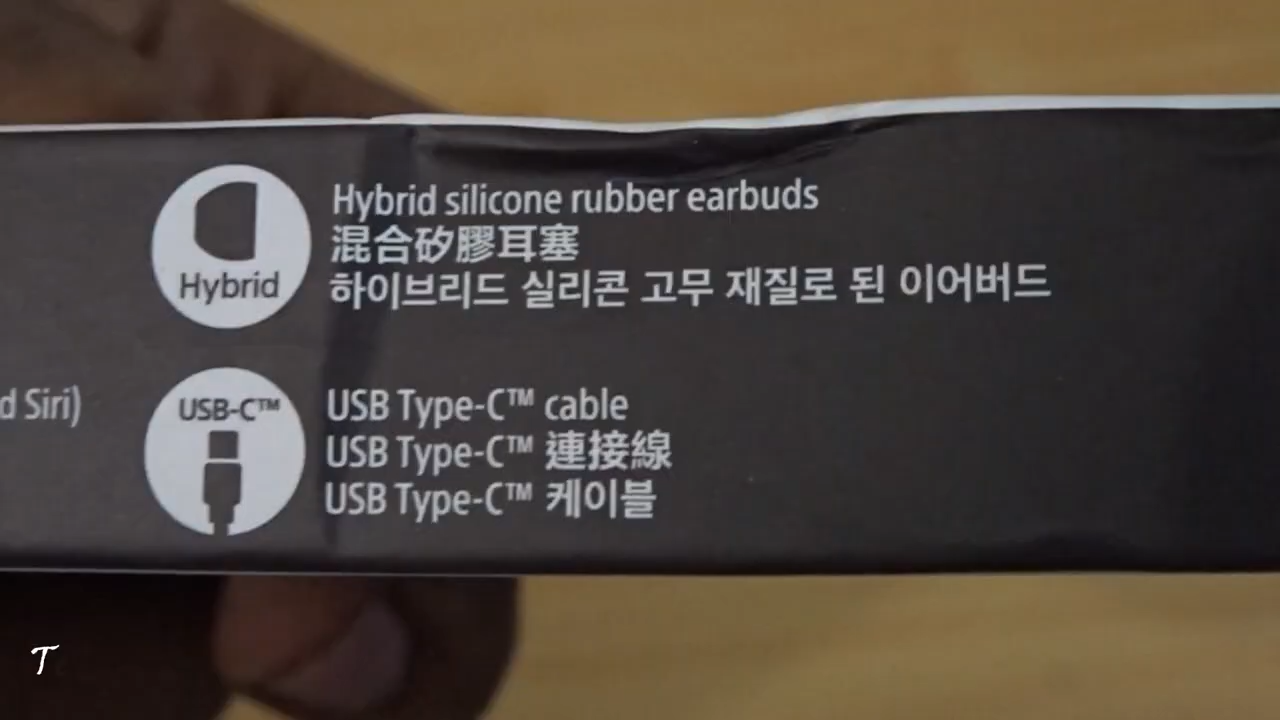 Hybrid
Hybrid silicone rubber earbuds
混合矽膠耳塞
하이브리드 실리콘 고무 재질로 된 이어버드
d Siri)
USB-C™
USB Type-C™ cable
USB Type-C™ 連接線
USB Type-C™ 케이블
T